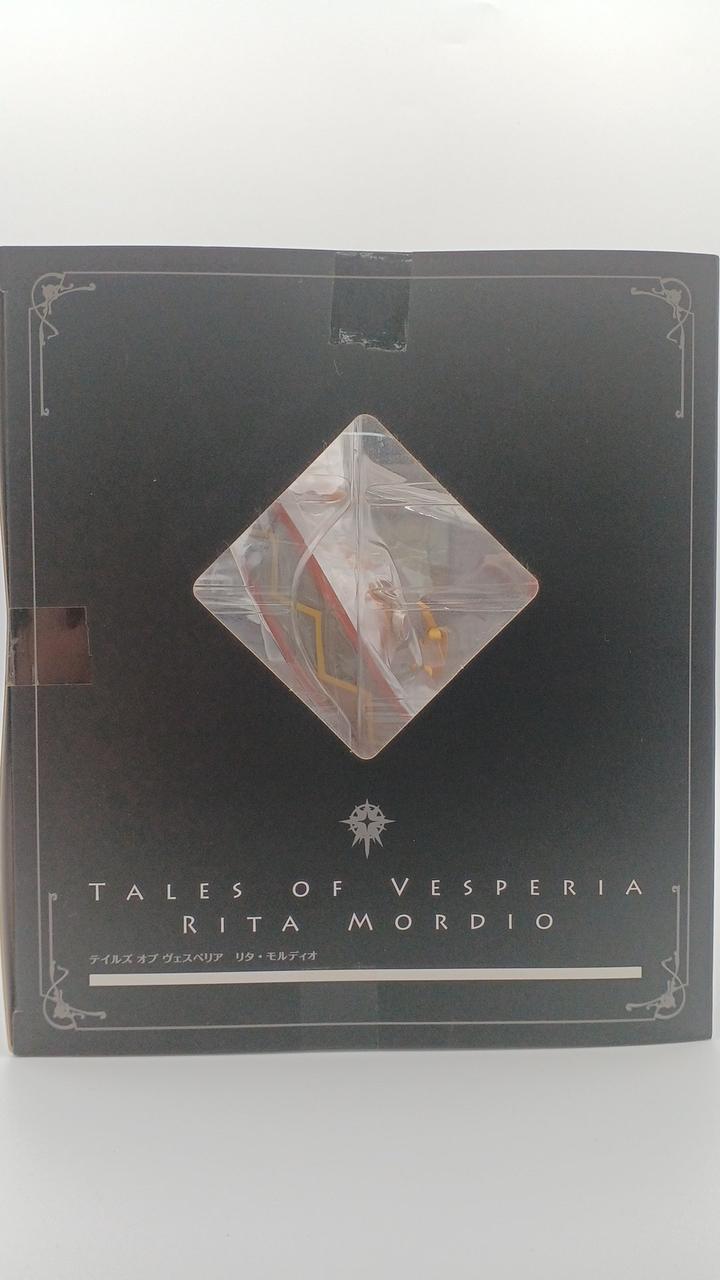 TALES OF VESPERIA
RITA MORDIO
テイルズ オブ ヴェスペリア リタ・モルディオ